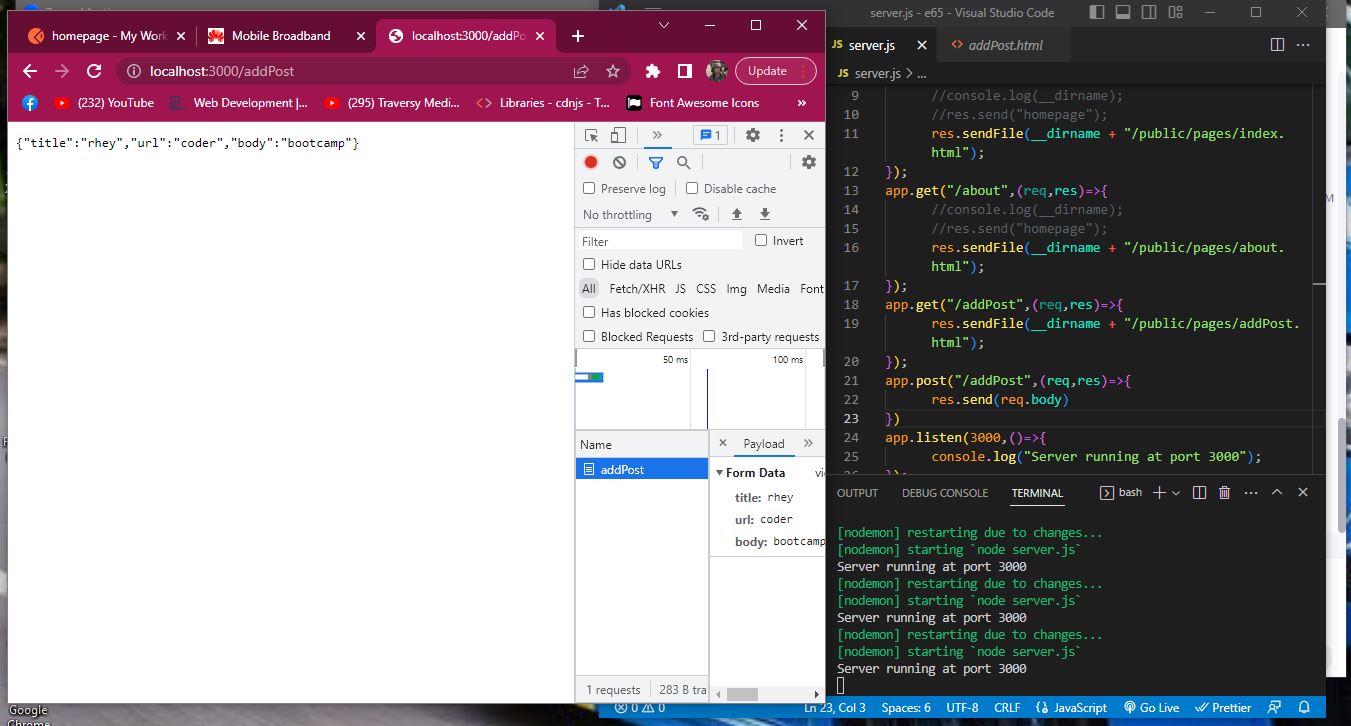 server.js - e65 - Visual Studio Code
homepage - My Work
Mobile Broadband
localhost:3000/addPo
localhost:3000/addPost
Update
(232) YouTube
Web Development |...
(295) Traversy Medi...
Libraries - cdnjs - T...
Font Awesome Icons
»
{"title":"rhey","url":"coder","body":"bootcamp"}
1
Preserve log
Disable cache
No throttling
Filter
Invert
Hide data URLs
All Fetch/XHR JS CSS Img Media Font
Has blocked cookies
Blocked Requests
3rd-party requests
50 ms
100 ms
Name
Payload
addPost
Form Data
title: rhey
url: coder
body: bootcamp
1 requests
283 B tra
JS server.js
<> addPost.html
JS server.js > ...
9 //console.log(__dirname);
10 //res.send("homepage");
11 res.sendFile(__dirname + "/public/pages/index.
html");
12 });
13 app.get("/about",(req,res)=>{
14 //console.log(__dirname);
15 //res.send("homepage");
16 res.sendFile(__dirname + "/public/pages/about.
html");
17 });
18 app.get("/addPost",(req,res)=>{
19 res.sendFile(__dirname + "/public/pages/addPost.
html");
20 });
21 app.post("/addPost",(req,res)=>{
22 res.send(req.body)
23 })
24 app.listen(3000,()=>{
25 console.log("Server running at port 3000");
OUTPUT DEBUG CONSOLE TERMINAL
bash
[nodemon] restarting due to changes...
[nodemon] starting `node server.js`
Server running at port 3000
[nodemon] restarting due to changes...
[nodemon] starting `node server.js`
Server running at port 3000
[nodemon] restarting due to changes...
[nodemon] starting `node server.js`
Server running at port 3000
0 0
Ln 23, Col 3 Spaces: 6 UTF-8 CRLF JavaScript Go Live Prettier
Google
Chrome